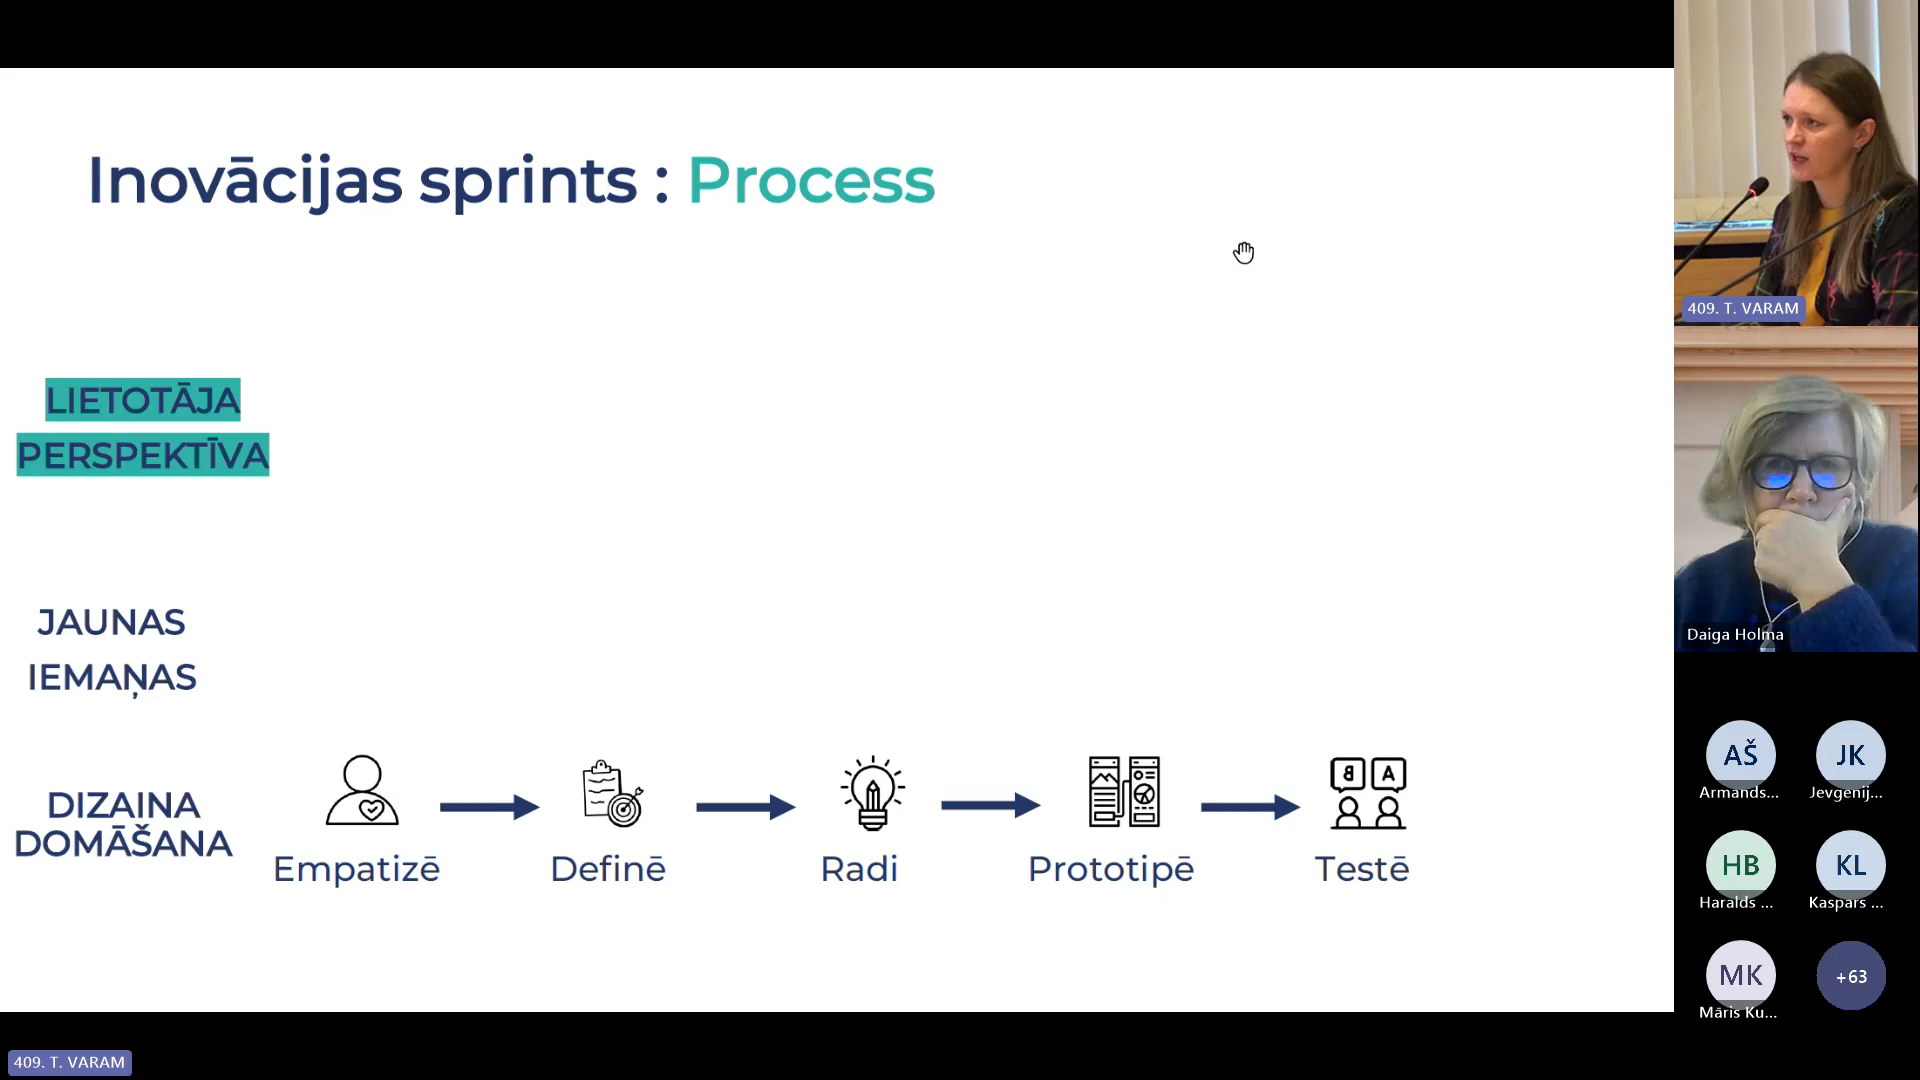 Inovācijas sprints : Process
LIETOTĀJA
PERSPEKTĪVA
JAUNAS
IEMAŅAS
DIZAINA
DOMĀŠANA
Empatizē
Definē
Radi
Prototipē
Testē
B
A
409. T. VARAM
409. T. VARAM
Daiga Holma
AŠ
Armands...
JK
Jevgenij...
HB
Haralds ...
KL
Kaspars ...
MK
Māris Ku...
+63